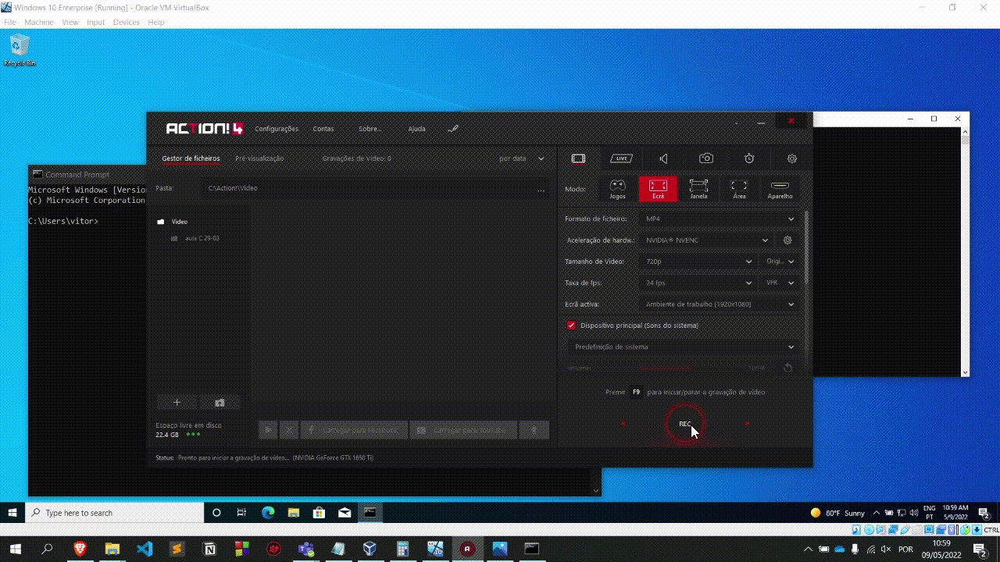 Windows 10 Enterprise [Running] - Oracle VM VirtualBox
File Machine View Input Devices Help
Recycle Bin
ACTION! 4 Configurações Contas Sobre... Ajuda
Gestor de ficheiros Pré visualização Gravações de Vídeo: 0 por data
LIVE
Command Prompt
Microsoft Windows [Versio
(c) Microsoft Corporation
C:\Users\vitor>
Pasta: C:\Action!\Video ...
Video
aula C 29-03
Modo: Jogos Ecrã Janela Área Aparelho
Formato de ficheiro: MP4
Aceleração de hardw.: NVIDIA® NVENC
Tamanho de Vídeo: 720p Origi...
Taxa de fps: 24 fps VFR
Ecrã activa: Ambiente de trabalho [1920x1080]
Dispositivo principal (Sons do sistema)
Predefinição de sistema
Volume: 100%
Premir F9 para iniciar/parar a gravação de vídeo
REC
Espaço livre em disco
22.4 GB
Status: Pronto para iniciar a gravação de vídeo... (NVIDIA GeForce GTX 1650 Ti)
Type here to search
80°F Sunny
ENG
PT
10:59 AM
5/9/2022
2
CTRL
POR
10:59
09/05/2022
2